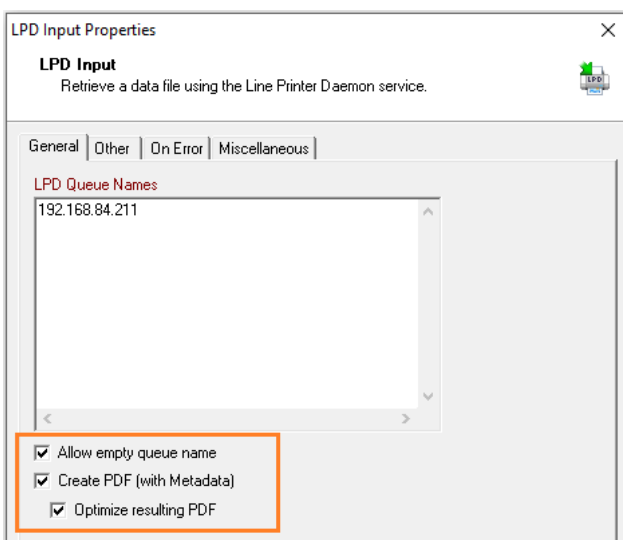 LPD Input Properties
LPD Input
Retrieve a data file using the Line Printer Daemon service.
LPD
General Other On Error Miscellaneous
LPD Queue Names
192.168.84.211
Allow empty queue name
Create PDF (with Metadata)
Optimize resulting PDF